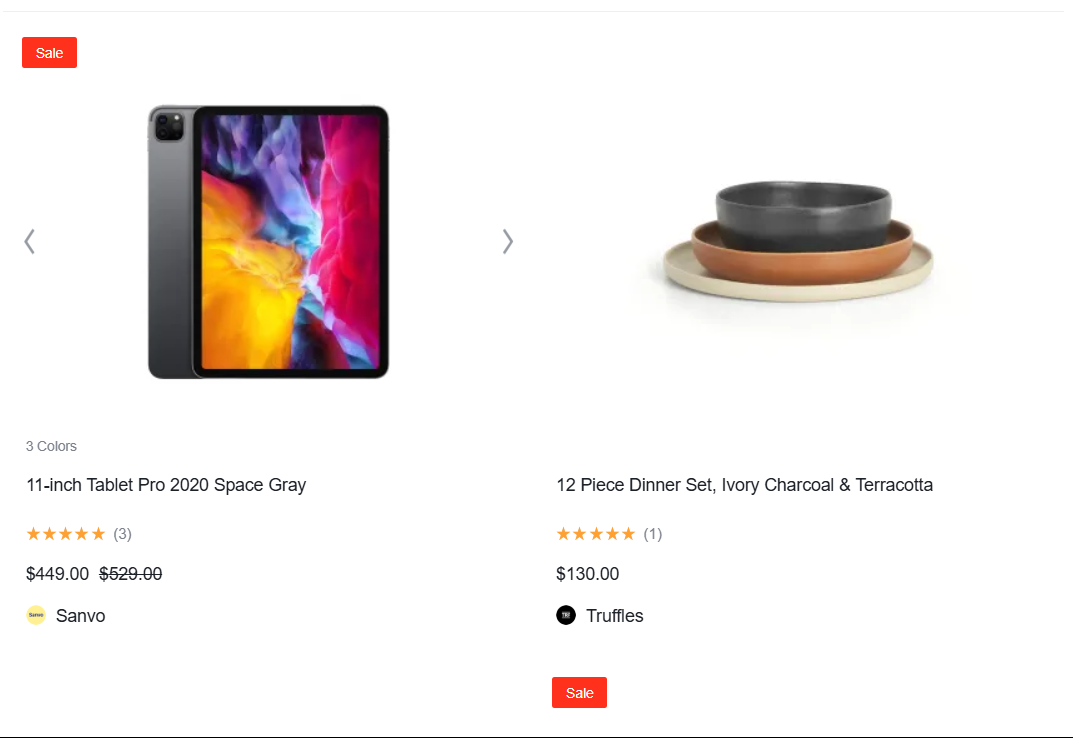 Sale
3 Colors
11-inch Tablet Pro 2020 Space Gray
(3)
$449.00 $529.00
Sanvo
Sanvo
12 Piece Dinner Set, Ivory Charcoal & Terracotta
(1)
$130.00
Truffles
Sale